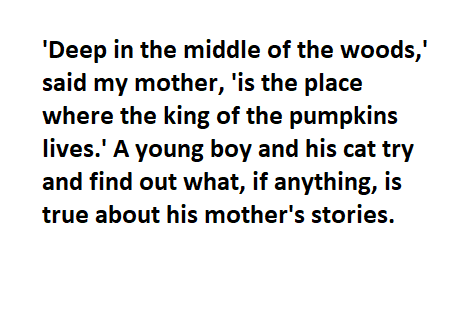 'Deep in the middle of the woods,'
said my mother, 'is the place
where the king of the pumpkins
lives.' A young boy and his cat try
and find out what, if anything, is
true about his mother's stories.